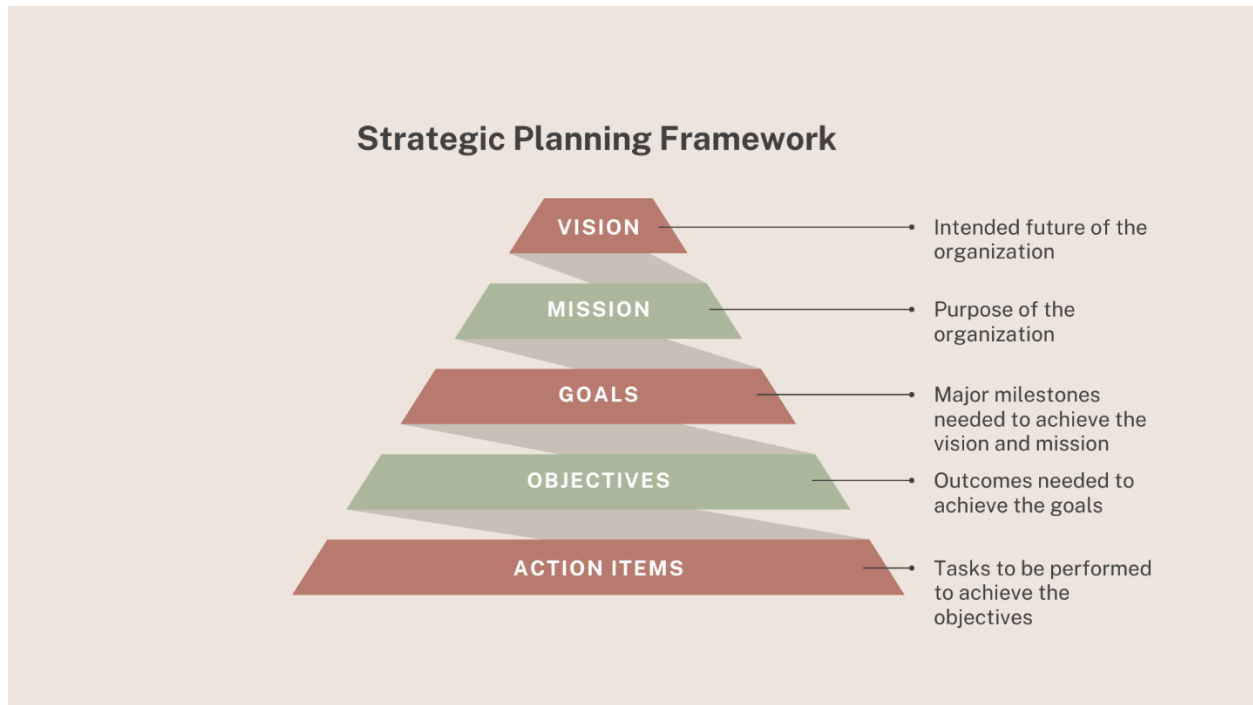 Strategic Planning Framework
VISION
Intended future of the
organization
MISSION
Purpose of the
organization
GOALS
Major milestones
needed to achieve the
vision and mission
OBJECTIVES
Outcomes needed to
achieve the goals
ACTION ITEMS
Tasks to be performed
to achieve the
objectives